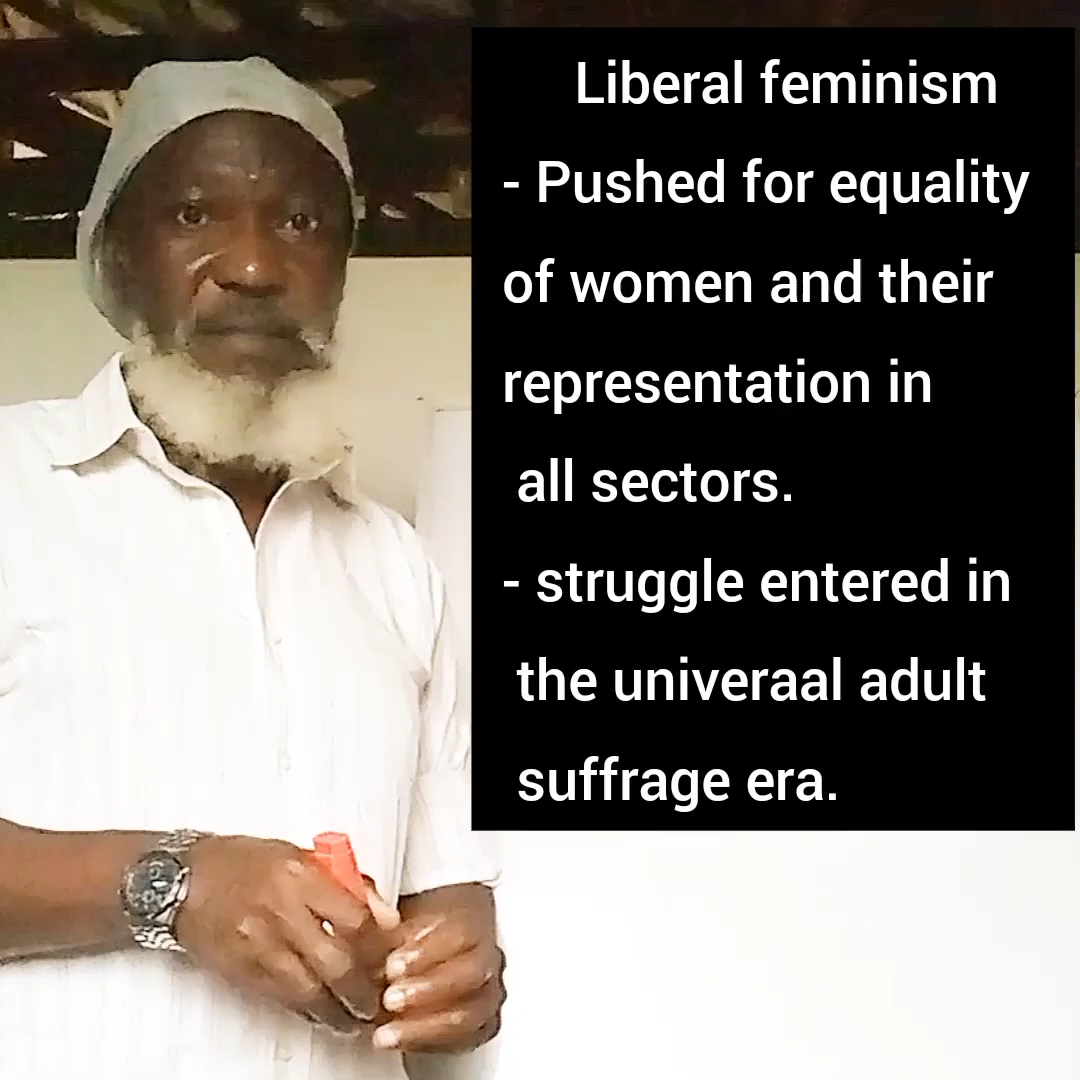 Liberal feminism
- Pushed for equality
of women and their
representation in
all sectors.
- struggle entered in
the univeraal adult
suffrage era.